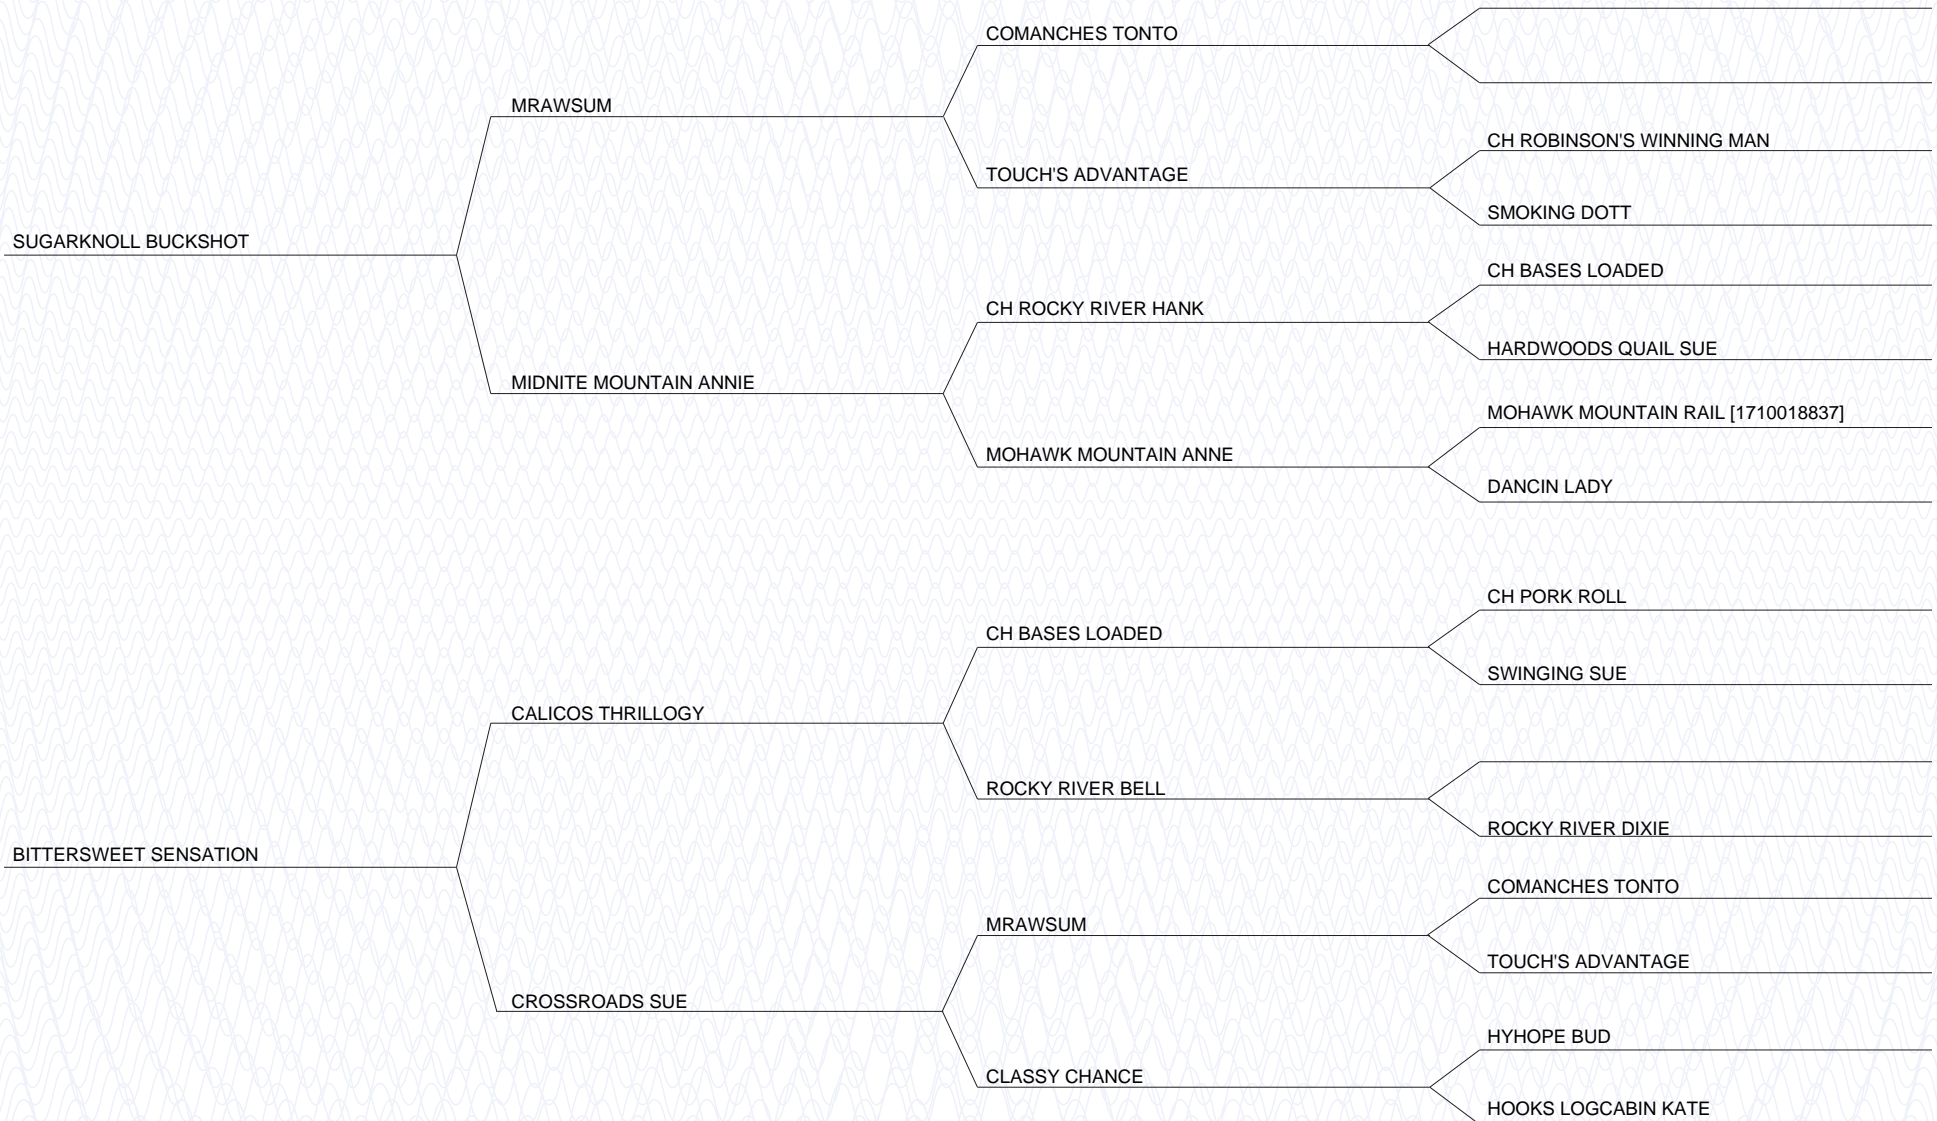 COMANCHES TONTO
MRAWSUM
CH ROBINSON'S WINNING MAN
TOUCH'S ADVANTAGE
SMOKING DOTT
SUGARKNOLL BUCKSHOT
CH BASES LOADED
CH ROCKY RIVER HANK
HARDWOODS QUAIL SUE
MIDNITE MOUNTAIN ANNIE
MOHAWK MOUNTAIN RAIL [1710018837]
MOHAWK MOUNTAIN ANNE
DANCIN LADY
CH PORK ROLL
CH BASES LOADED
SWINGING SUE
CALICOS THRILLOGY
ROCKY RIVER BELL
ROCKY RIVER DIXIE
BITTERSWEET SENSATION
COMANCHES TONTO
MRAWSUM
TOUCH'S ADVANTAGE
CROSSROADS SUE
HYHOPE BUD
CLASSY CHANCE
HOOKS LOGCABIN KATE